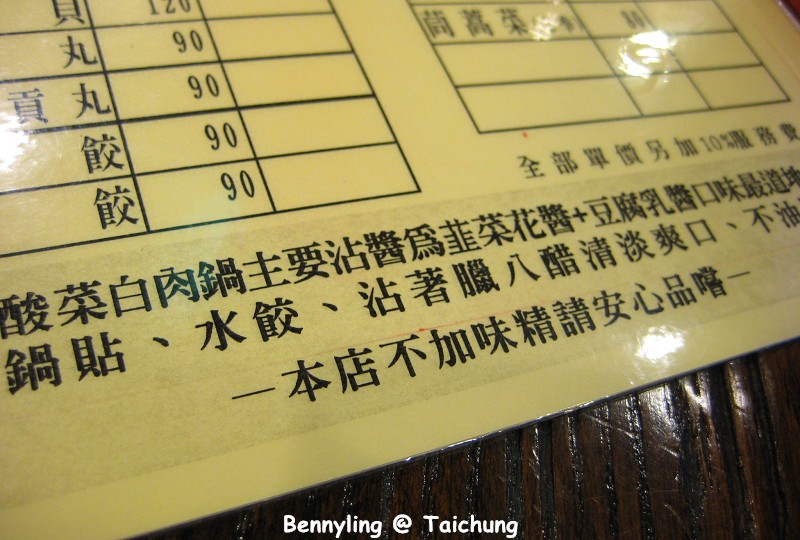 頁 120
丸 90
貢丸 90
餃 90
餃 90
茼蒿菜 80
全部單價另加10%服務費
酸菜白肉鍋主要沾醬為韮菜花醬+豆腐乳醬口味最道地
鍋貼、水餃、沾著臘八醋清淡爽口、不油
—本店不加味精請安心品嚐—
Bennyling @ Taichung